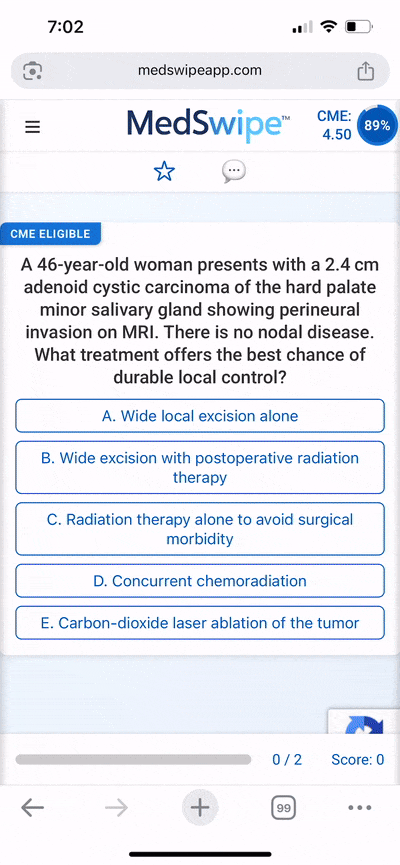 7:02
medswipeapp.com
MedSwipe™
CME:
4.50
89%
CME ELIGIBLE
A 46-year-old woman presents with a 2.4 cm
adenoid cystic carcinoma of the hard palate
minor salivary gland showing perineural
invasion on MRI. There is no nodal disease.
What treatment offers the best chance of
durable local control?
A. Wide local excision alone
B. Wide excision with postoperative radiation
therapy
C. Radiation therapy alone to avoid surgical
morbidity
D. Concurrent chemoradiation
E. Carbon-dioxide laser ablation of the tumor
0 / 2
Score: 0
99